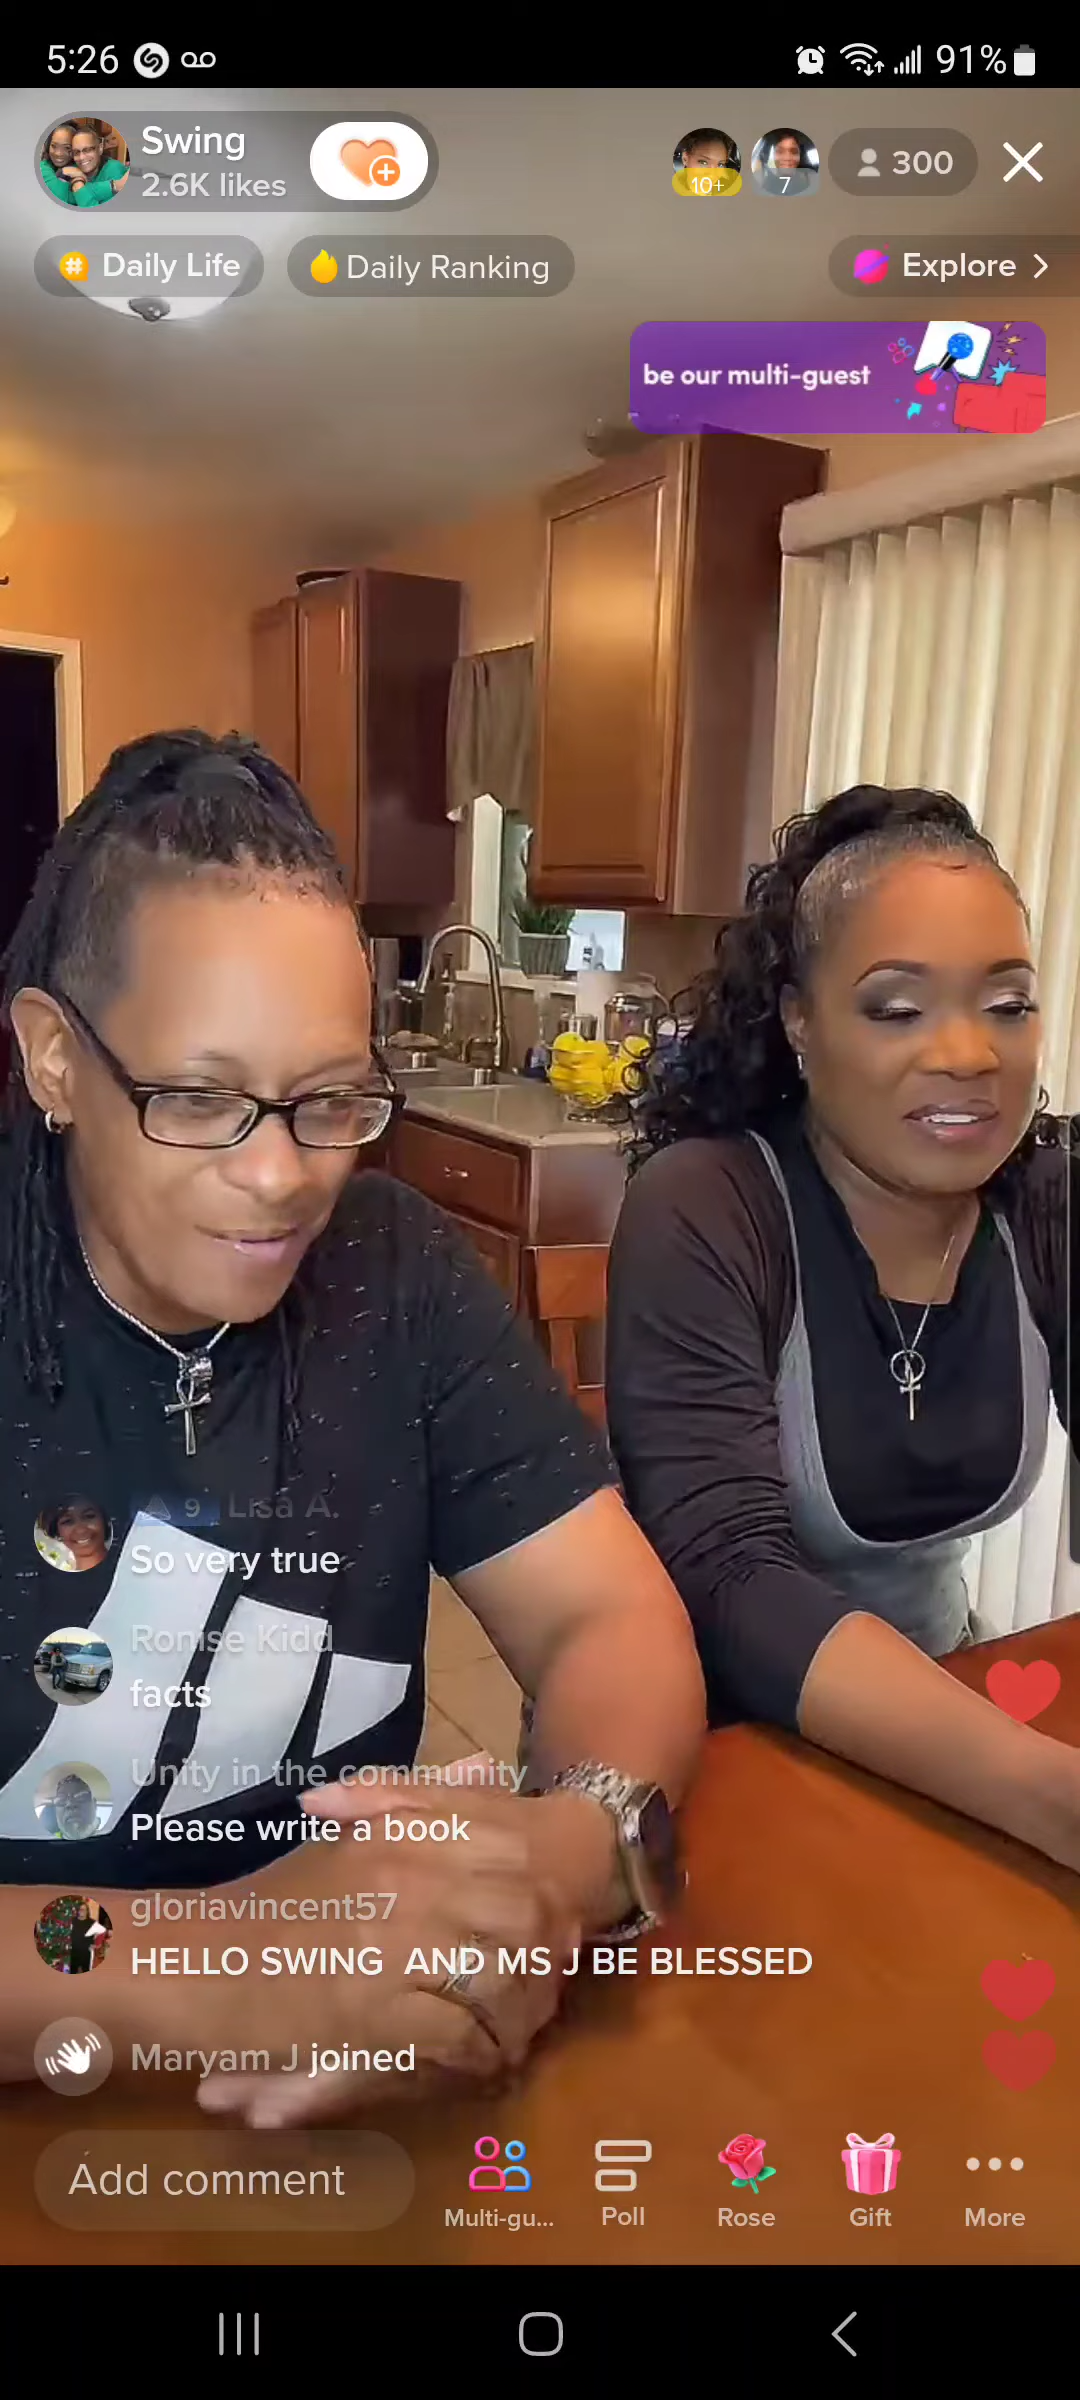 5:26
91%
Swing
2.6K likes
10+
7
300
Daily Life
Daily Ranking
Explore
be our multi-guest
9 Lisa A.
So very true
Ronise Kidd
facts
Unity in the community
Please write a book
gloriavincent57
HELLO SWING AND MS J BE BLESSED
Maryam J joined
Add comment
Multi-gu...
Poll
Rose
Gift
More